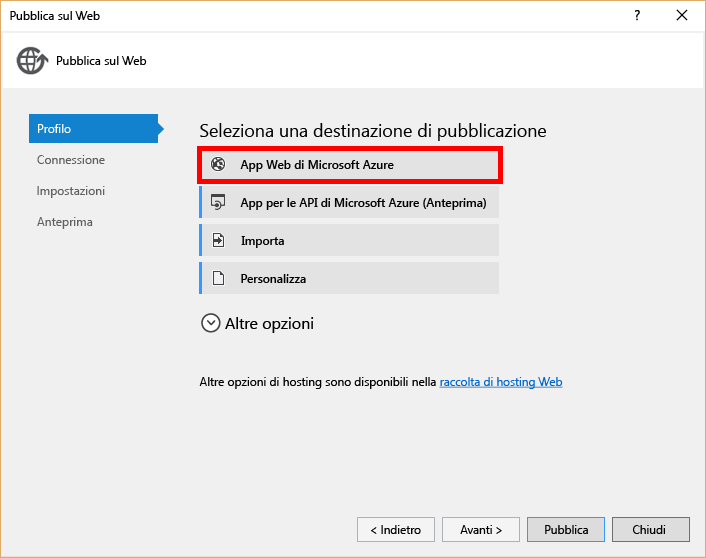 Pubblica sul Web
?
Pubblica sul Web
Profilo
Connessione
Impostazioni
Anteprima
Seleziona una destinazione di pubblicazione
App Web di Microsoft Azure
App per le API di Microsoft Azure (Anteprima)
Importa
Personalizza
Altre opzioni
Altre opzioni di hosting sono disponibili nella raccolta di hosting Web
< Indietro
Avanti >
Pubblica
Chiudi